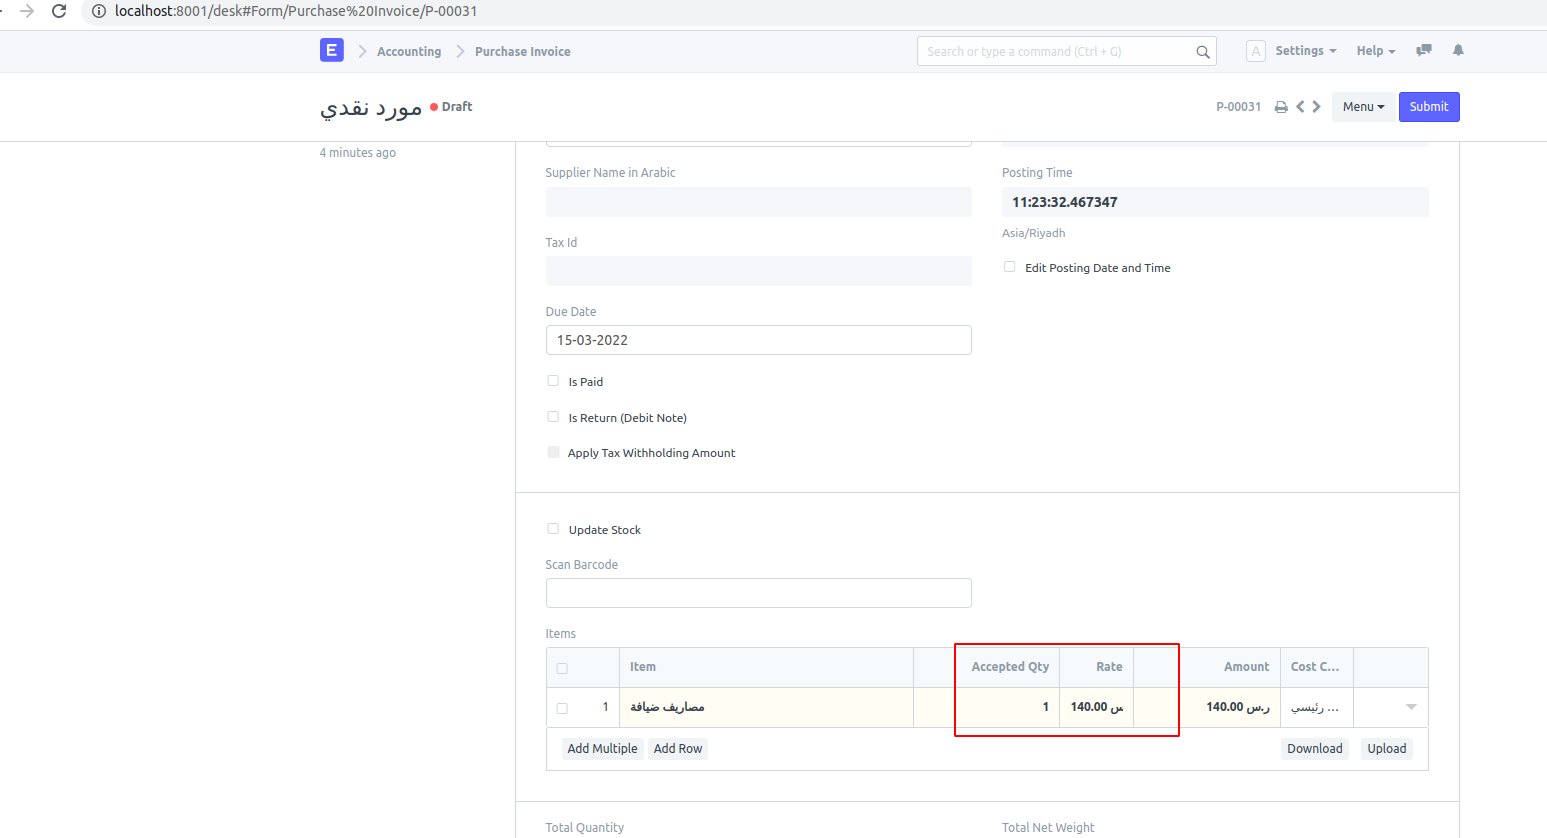 localhost:8001/desk#Form/Purchase%20Invoice/P-00031
E Accounting Purchase Invoice Search or type a command (Ctrl + G) A Settings Help
مورد نقدي Draft P-00031 Menu Submit
4 minutes ago
Supplier Name in Arabic
Posting Time
11:23:32.467347
Asia/Riyadh
Tax Id
Edit Posting Date and Time
Due Date
15-03-2022
Is Paid
Is Return (Debit Note)
Apply Tax Withholding Amount
Update Stock
Scan Barcode
Items
Item Accepted Qty Rate Amount Cost C...
1 مصاريف ضيافة 1 140.00 س 140.00 ر.س رئيسي ...
Add Multiple Add Row Download Upload
Total Quantity Total Net Weight